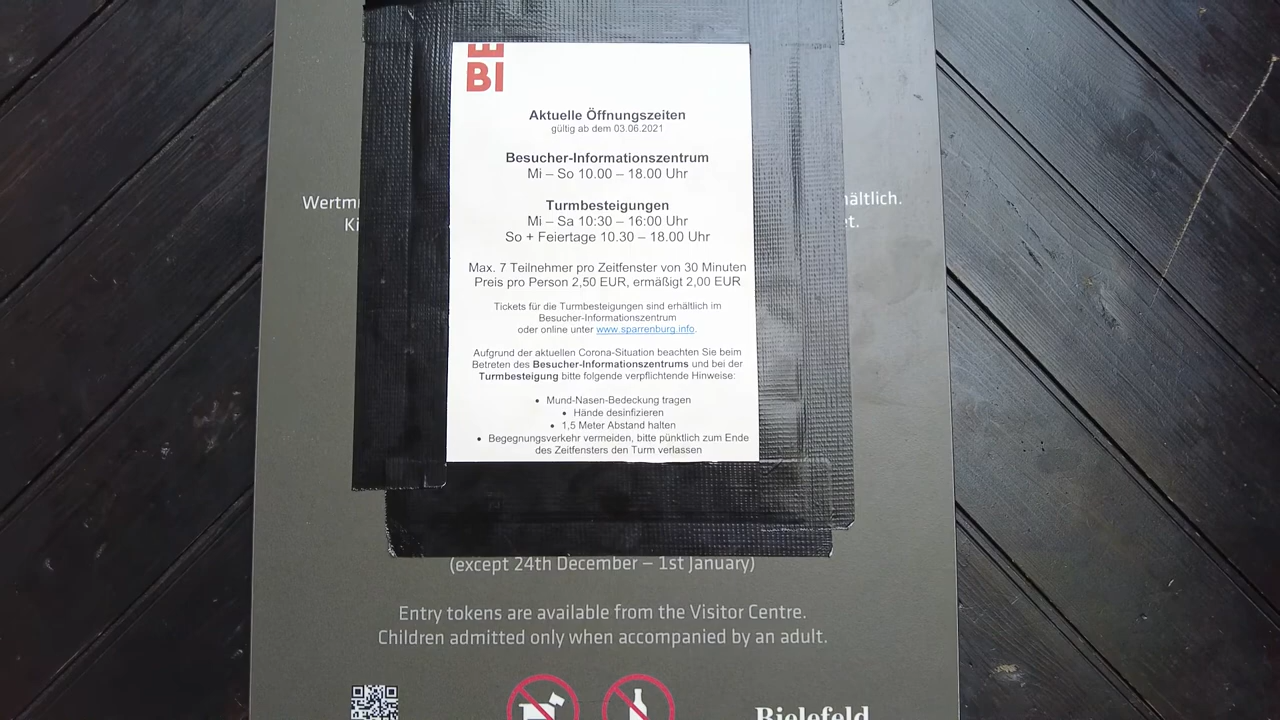 BI
Aktuelle Öffnungszeiten
gültig ab dem 03.06.2021
Besucher-Informationszentrum
Mi – So 10.00 – 18.00 Uhr
Turmbesteigungen
Mi – Sa 10:30 – 16:00 Uhr
So + Feiertage 10.30 – 18.00 Uhr
Max. 7 Teilnehmer pro Zeitfenster von 30 Minuten
Preis pro Person 2,50 EUR, ermäßigt 2,00 EUR
Tickets für die Turmbesteigungen sind erhältlich im
Besucher-Informationszentrum
oder online unter www.sparrenburg.info.
Aufgrund der aktuellen Corona-Situation beachten Sie beim
Betreten des Besucher-Informationszentrums und bei der
Turmbesteigung bitte folgende verpflichtende Hinweise:
• Mund-Nasen-Bedeckung tragen
• Hände desinfizieren
• 1,5 Meter Abstand halten
• Begegnungsverkehr vermeiden, bitte pünktlich zum Ende
des Zeitfensters den Turm verlassen
(except 24th December – 1st January)
Entry tokens are available from the Visitor Centre.
Children admitted only when accompanied by an adult.
Bielefeld